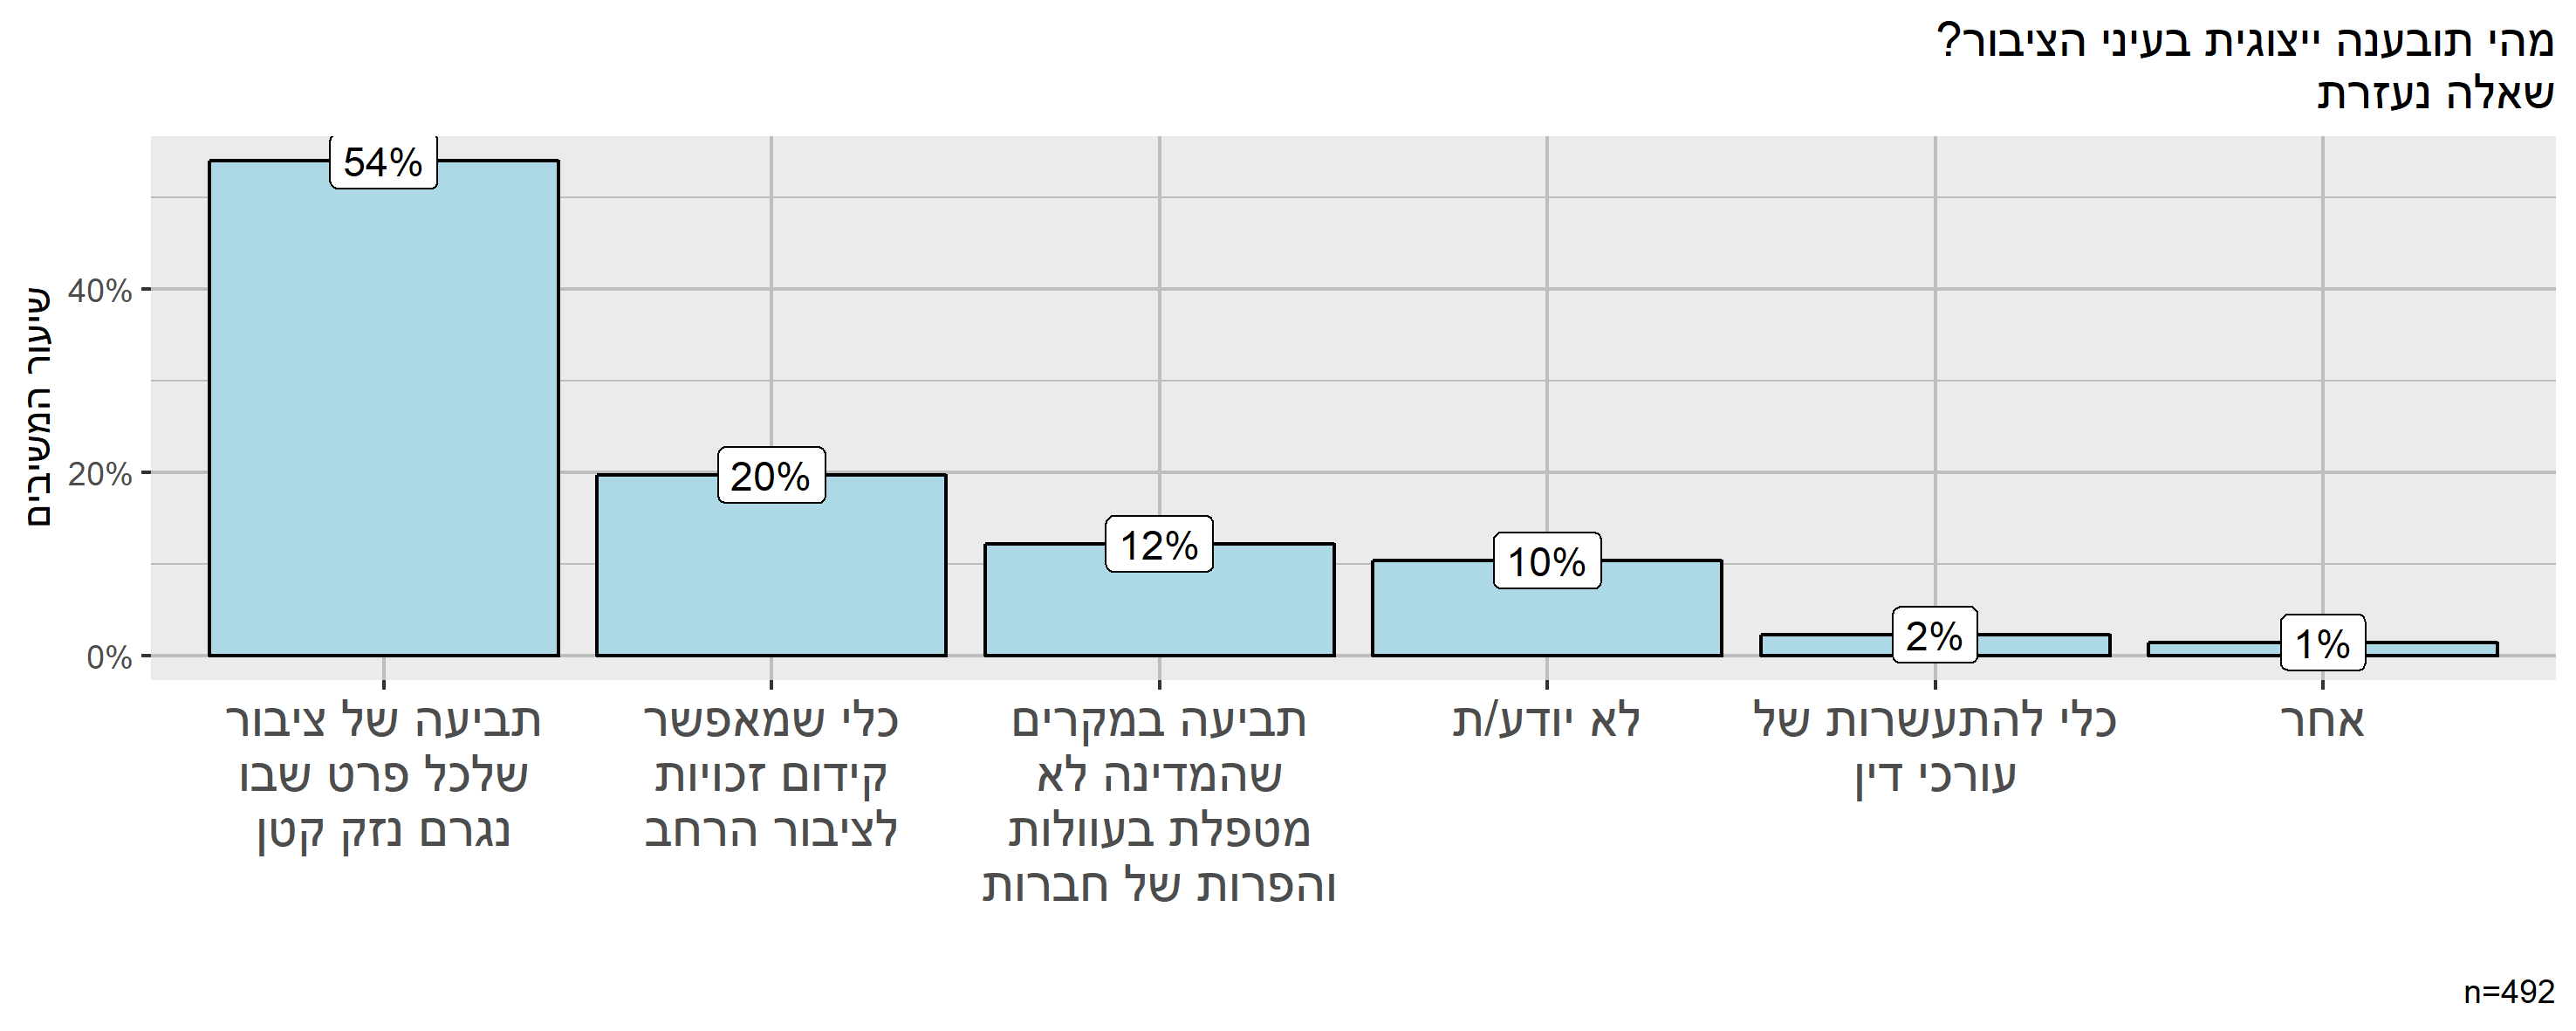 מהי תובענה ייצוגית בעיני הציבור?
שאלה נעזרת
שיעור המשיבים
40%
20%
0%
54%
20%
12%
10%
2%
1%
תביעה של ציבור
שלכל פרט שבו
נגרם נזק קטן
כלי שמאפשר
קידום זכויות
לציבור הרחב
תביעה במקרים
שהמדינה לא
מטפלת בעוולות
והפרות של חברות
לא יודע/ת
כלי להתעשרות של
עורכי דין
אחר
n=492